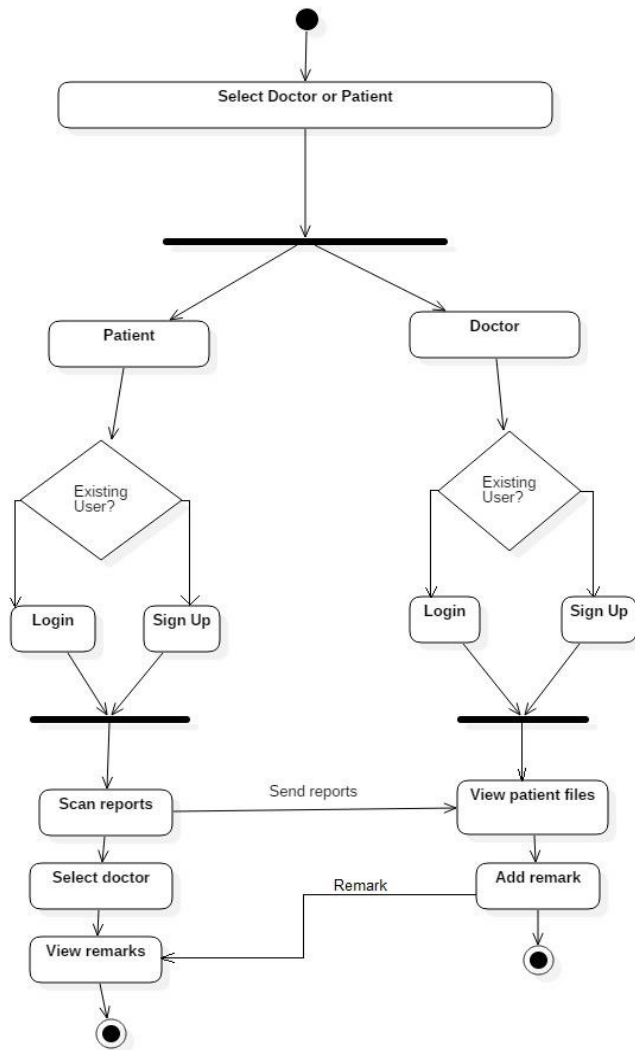 Select Doctor or Patient
Patient
Doctor
Existing
User?
Existing
User?
Login
Sign Up
Login
Sign Up
Scan reports
Send reports
View patient files
Select doctor
Remark
Add remark
View remarks